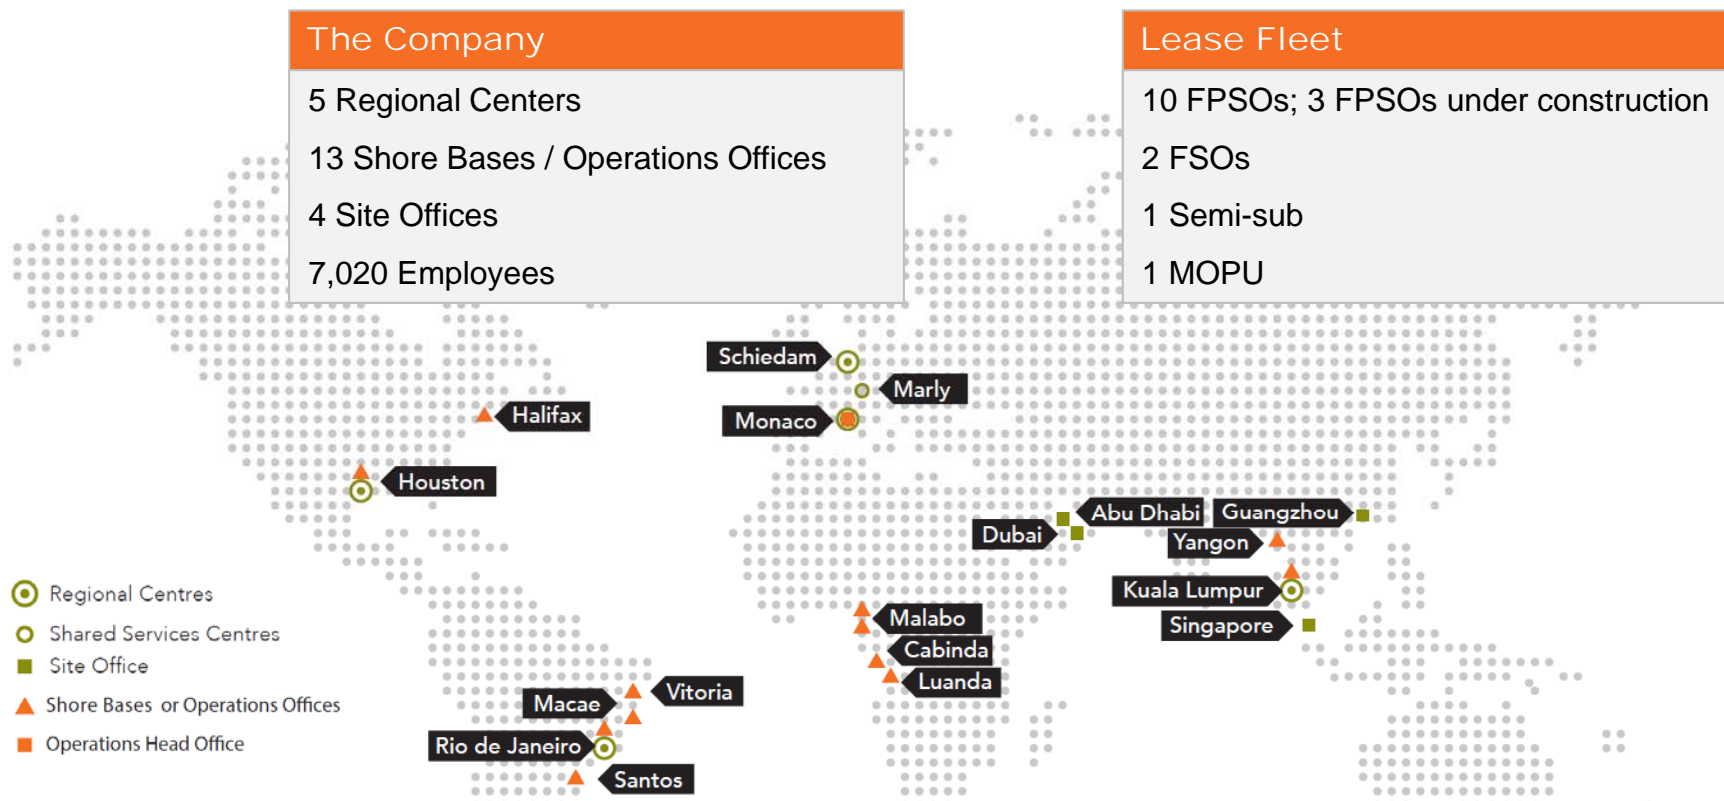 The Company
5 Regional Centers
13 Shore Bases / Operations Offices
4 Site Offices
7,020 Employees
Lease Fleet
10 FPSOs; 3 FPSOs under construction
2 FSOs
1 Semi-sub
1 MOPU
Schiedam
Marly
Monaco
Halifax
Houston
Abu Dhabi
Guangzhou
Dubai
Yangon
Kuala Lumpur
Singapore
Malabo
Cabinda
Luanda
Vitoria
Macae
Rio de Janeiro
Santos
Regional Centres
Shared Services Centres
Site Office
Shore Bases or Operations Offices
Operations Head Office